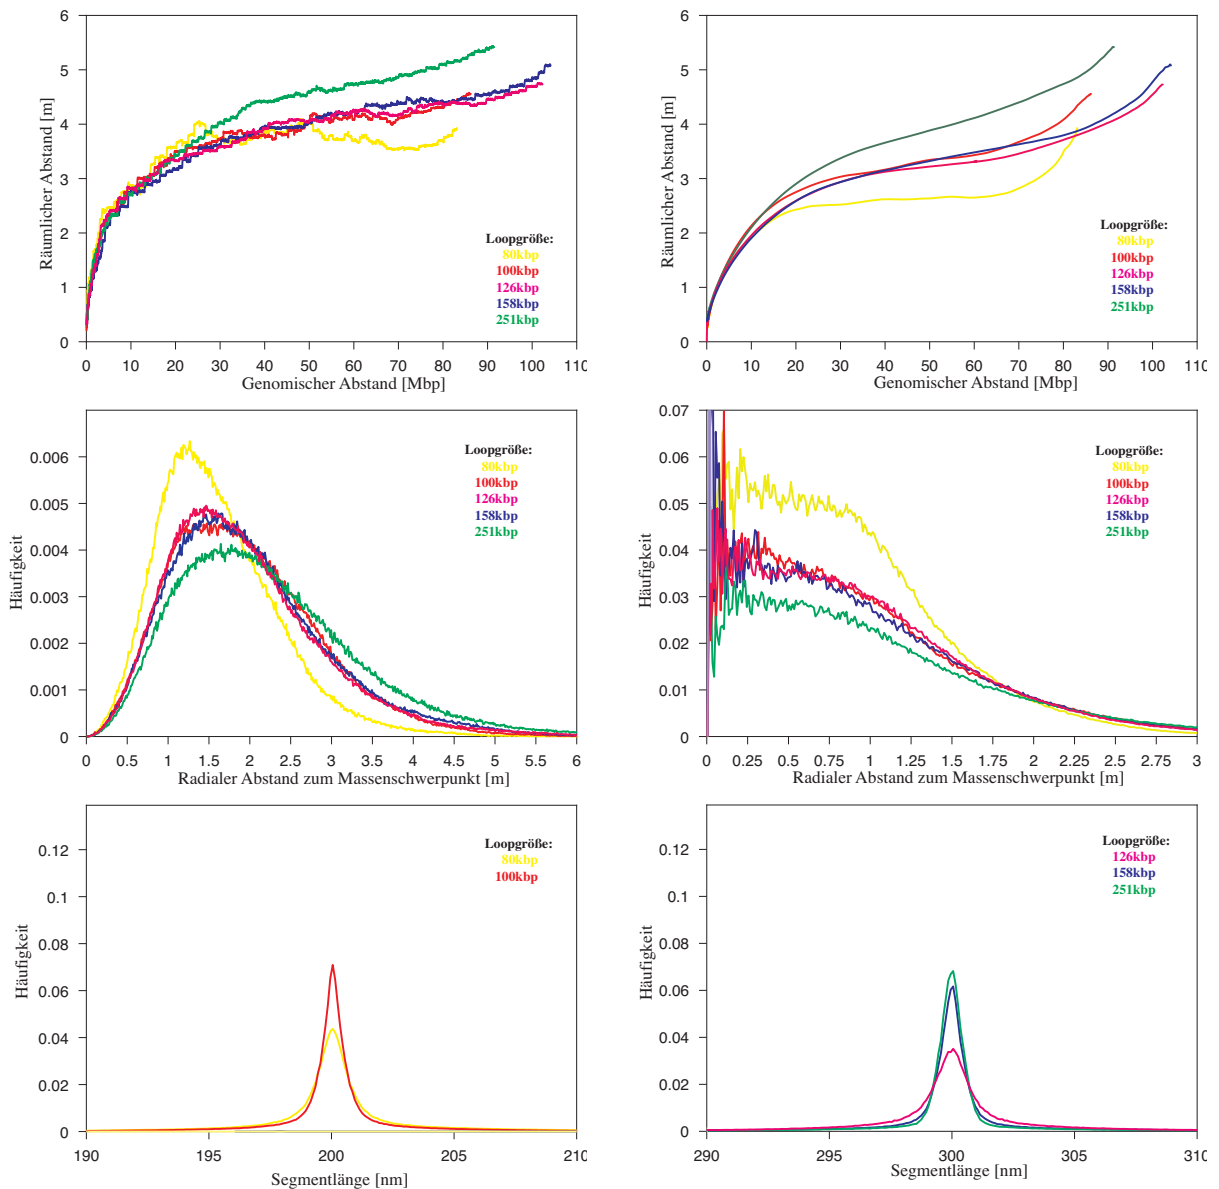 6
5
4
3
2
1
0
Räumlicher Abstand [m]
0 10 20 30 40 50 60 70 80 90 100 110
Genomischer Abstand [Mbp]
Loopgröße:
80kbp
100kbp
126kbp
158kbp
251kbp
6
5
4
3
2
1
0
Räumlicher Abstand [m]
0 10 20 30 40 50 60 70 80 90 100 110
Genomischer Abstand [Mbp]
Loopgröße:
80kbp
100kbp
126kbp
158kbp
251kbp
0.006
0.005
0.004
0.003
0.002
0.001
0
Häufigkeit
0 0.5 1 1.5 2 2.5 3 3.5 4 4.5 5 5.5 6
Radialer Abstand zum Massenschwerpunkt [m]
Loopgröße:
80kbp
100kbp
126kbp
158kbp
251kbp
0.07
0.06
0.05
0.04
0.03
0.02
0.01
0
Häufigkeit
0 0.25 0.5 0.75 1 1.25 1.5 1.75 2 2.25 2.5 2.75 3
Radialer Abstand zum Massenschwerpunkt [m]
Loopgröße:
80kbp
100kbp
126kbp
158kbp
251kbp
0.12
0.1
0.08
0.06
0.04
0.02
0
Häufigkeit
190 195 200 205 210
Segmentlänge [nm]
Loopgröße:
80kbp
100kbp
0.12
0.1
0.08
0.06
0.04
0.02
0
Häufigkeit
290 295 300 305 310
Segmentlänge [nm]
Loopgröße:
126kbp
158kbp
251kbp